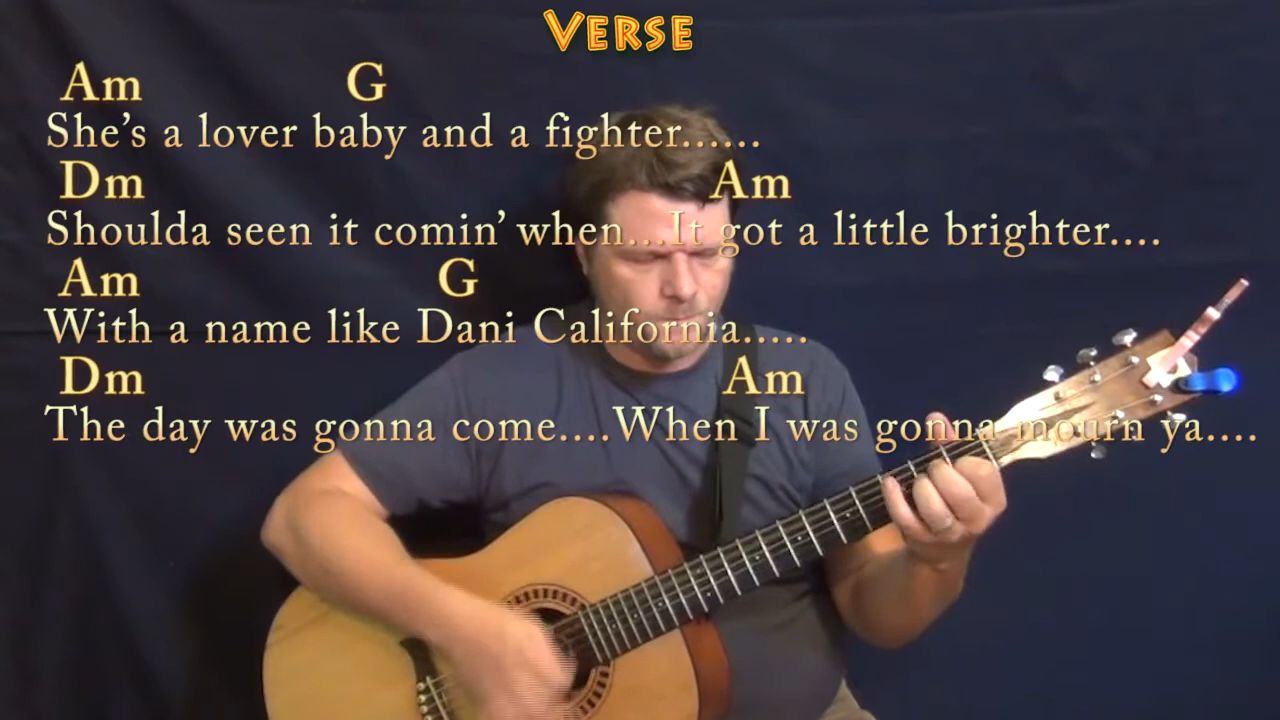 VERSE
Am G
She's a lover baby and a fighter......
Dm Am
Shoulda seen it comin' when...It got a little brighter....
Am G
With a name like Dani California.....
Dm Am
The day was gonna come....When I was gonna mourn ya....